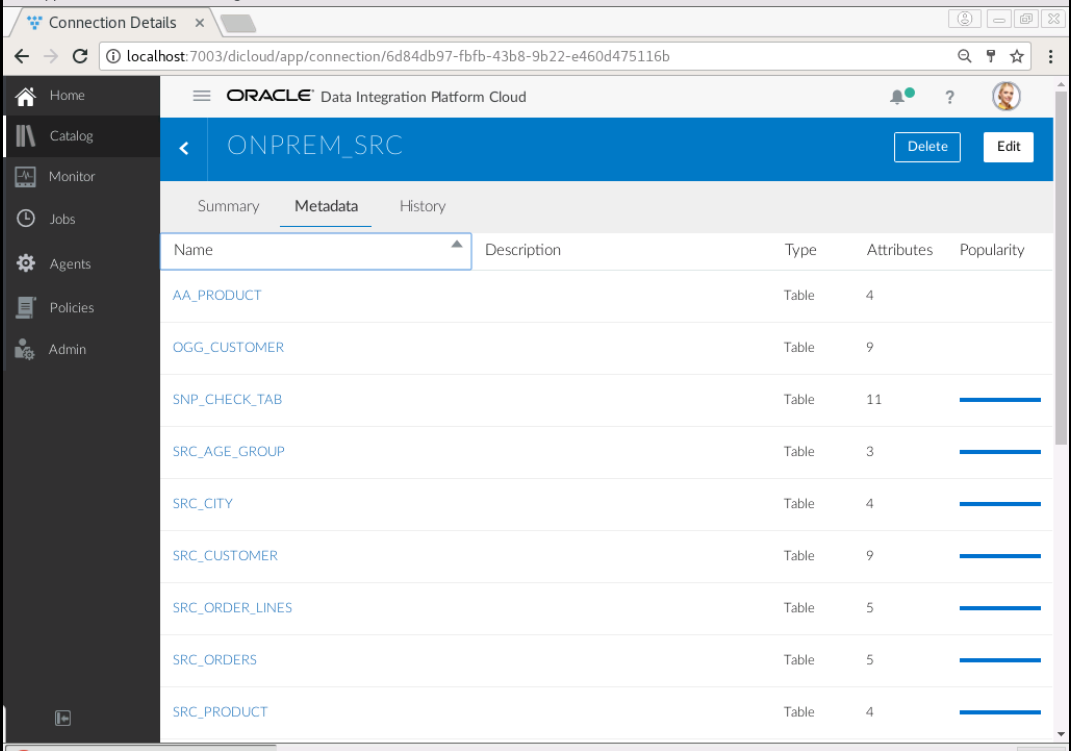 Connection Details ×
localhost:7003/dicloud/app/connection/6d84db97-fbfb-43b8-9b22-e460d475116b
Home
ORACLE Data Integration Platform Cloud ?
Catalog
ONPREM_SRC Delete Edit
Monitor
Summary Metadata History
Jobs
Name Description Type Attributes Popularity
Agents
AA_PRODUCT Table 4
Policies
OGG_CUSTOMER Table 9
Admin
SNP_CHECK_TAB Table 11
SRC_AGE_GROUP Table 3
SRC_CITY Table 4
SRC_CUSTOMER Table 9
SRC_ORDER_LINES Table 5
SRC_ORDERS Table 5
SRC_PRODUCT Table 4